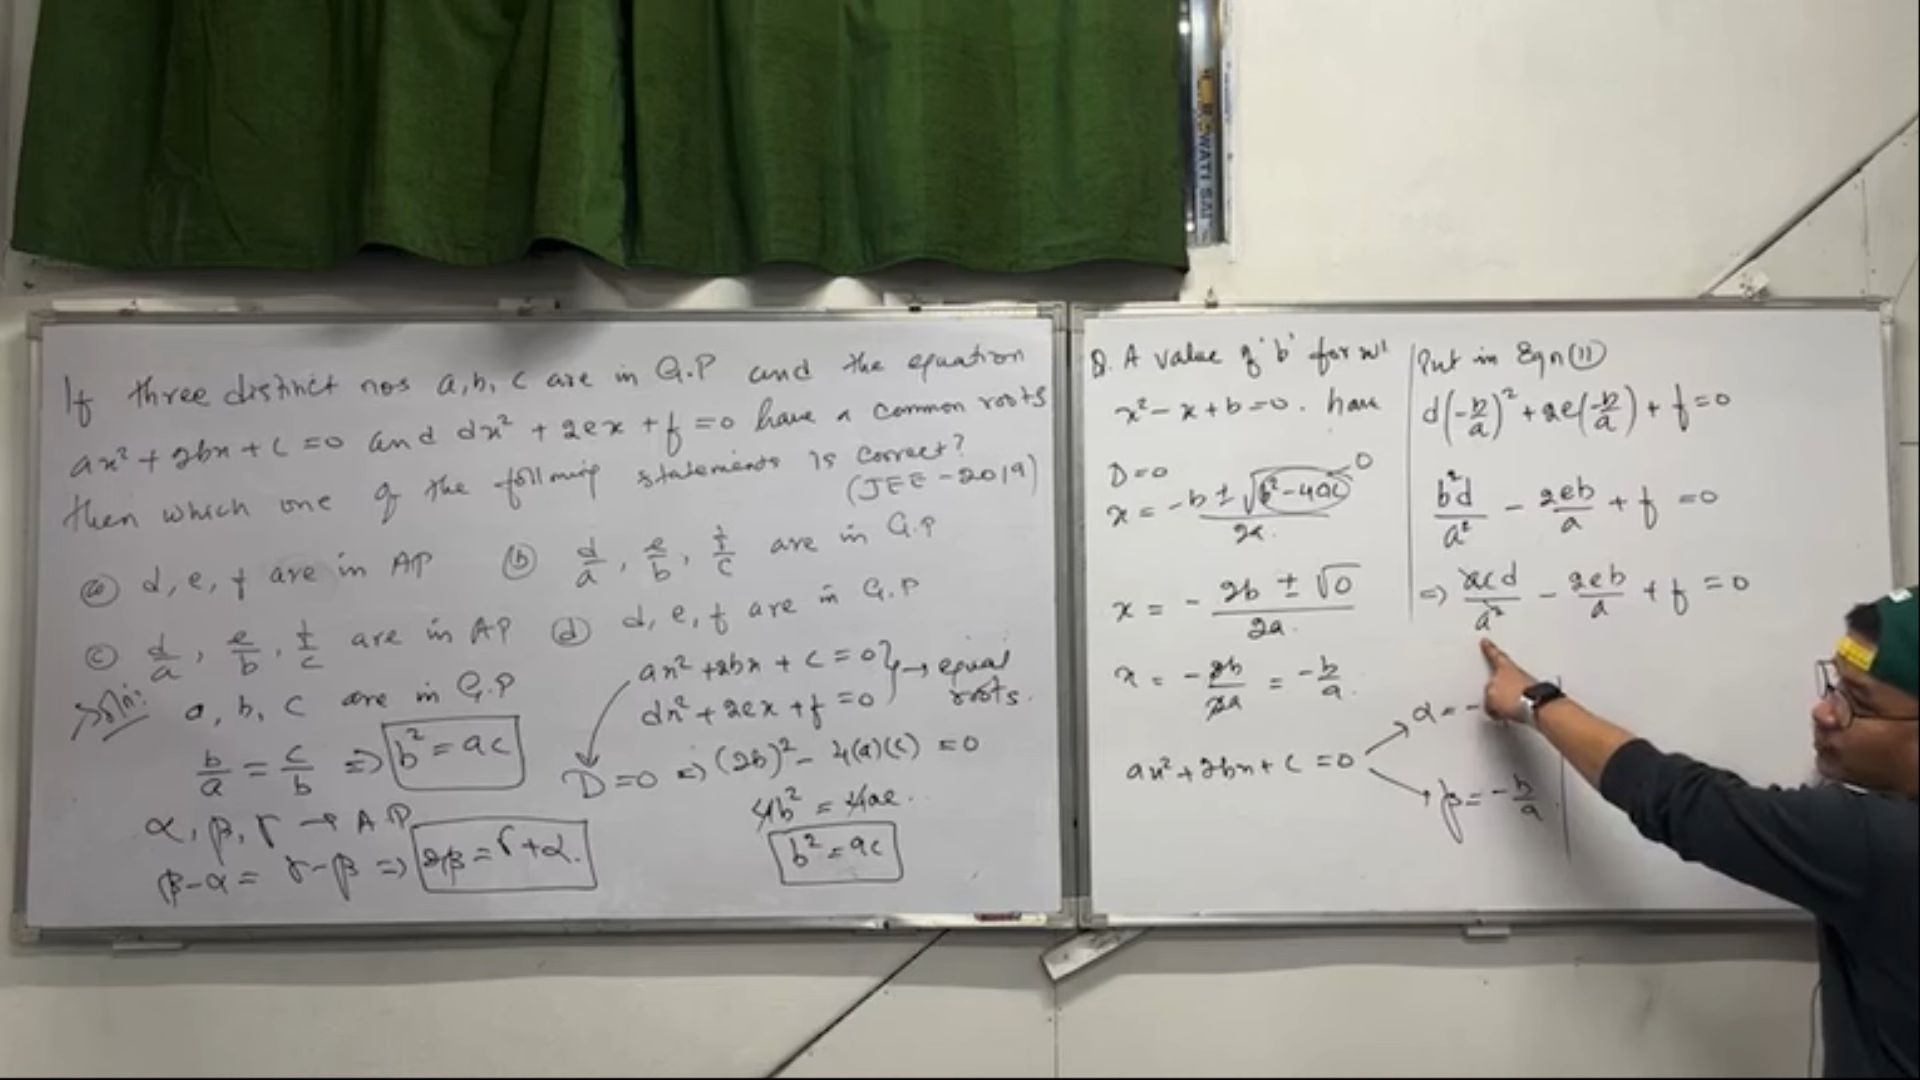 If three distinct nos a, b, c are in G.P and the equation
ax² + 2bx + c = 0 and dx² + 2ex + f = 0 have a common roots
then which one of the following statements is correct?
(JEE - 2019)
(a) d, e, f are in AP (b) d/a, e/b, f/c are in G.P
(c) d/a, e/b, f/c are in AP (d) d, e, f are in G.P
Soln: a, b, c are in G.P
b/a = c/b ⇒ b² = ac
α, β, r → A.P
β - α = r - β ⇒ 2β = r + α.
ax² + 2bx + c = 0
dx² + 2ex + f = 0 } → equal roots.
D = 0 ⇒ (2b)² - 4(a)(c) = 0
4b² = 4ac.
b² = ac
Q. A value of 'b' for w
x² - x + b = 0. have
D = 0
x = -b ± √b² - 4ac / 2a. 0
x = - 2b ± √0 / 2a.
x = - 2b/2a = - b/a.
ax² + 2bx + c = 0
α = -
β = - b/a.
Put in Eqn (11)
d(-b/a)² + 2e(-b/a) + f = 0
b²d/a² - 2eb/a + f = 0
⇒ acd/a² - 2eb/a + f = 0